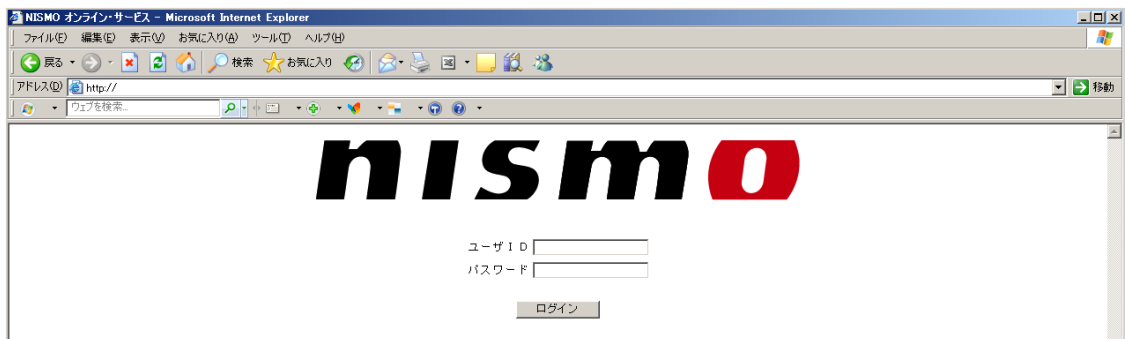 NISMO オンライン・サービス - Microsoft Internet Explorer
ファイル(F) 編集(E) 表示(V) お気に入り(A) ツール(T) ヘルプ(H)
戻る 検索 お気に入り
アドレス(D) http:// 移動
ウェブを検索...
nismo
ユーザID
パスワード
ログイン